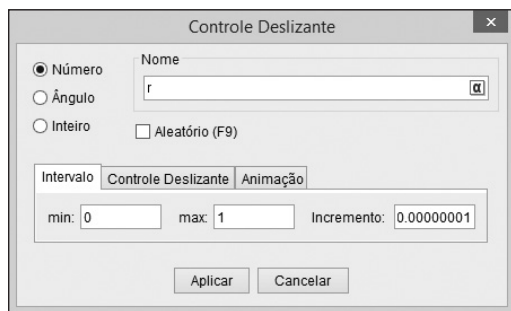 Controle Deslizante
Número
Ângulo
Inteiro
Nome
r
α
Aleatório (F9)
Intervalo Controle Deslizante Animação
min: 0 max: 1 Incremento: 0.00000001
Aplicar Cancelar